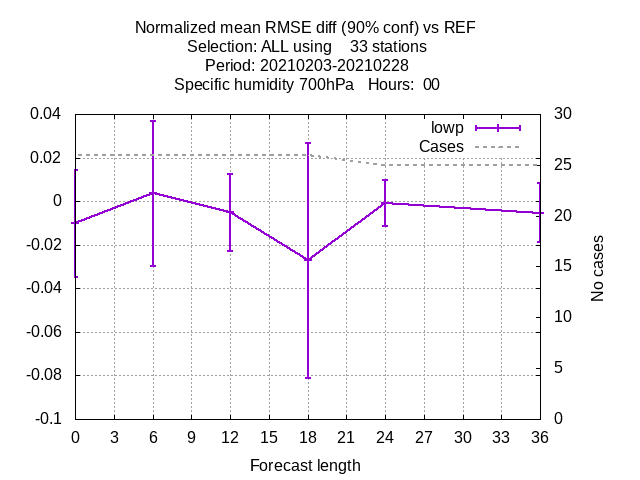 Normalized mean RMSE diff (90% conf) vs REF
Selection: ALL using    33 stations
Period: 20210203-20210228
Specific humidity 700hPa   Hours:  00
0.04
0.02
0
-0.02
-0.04
-0.06
-0.08
-0.1
lowp
Cases
30
25
20
15
10
5
0
No cases
0 3 6 9 12 15 18 21 24 27 30 33 36
Forecast length